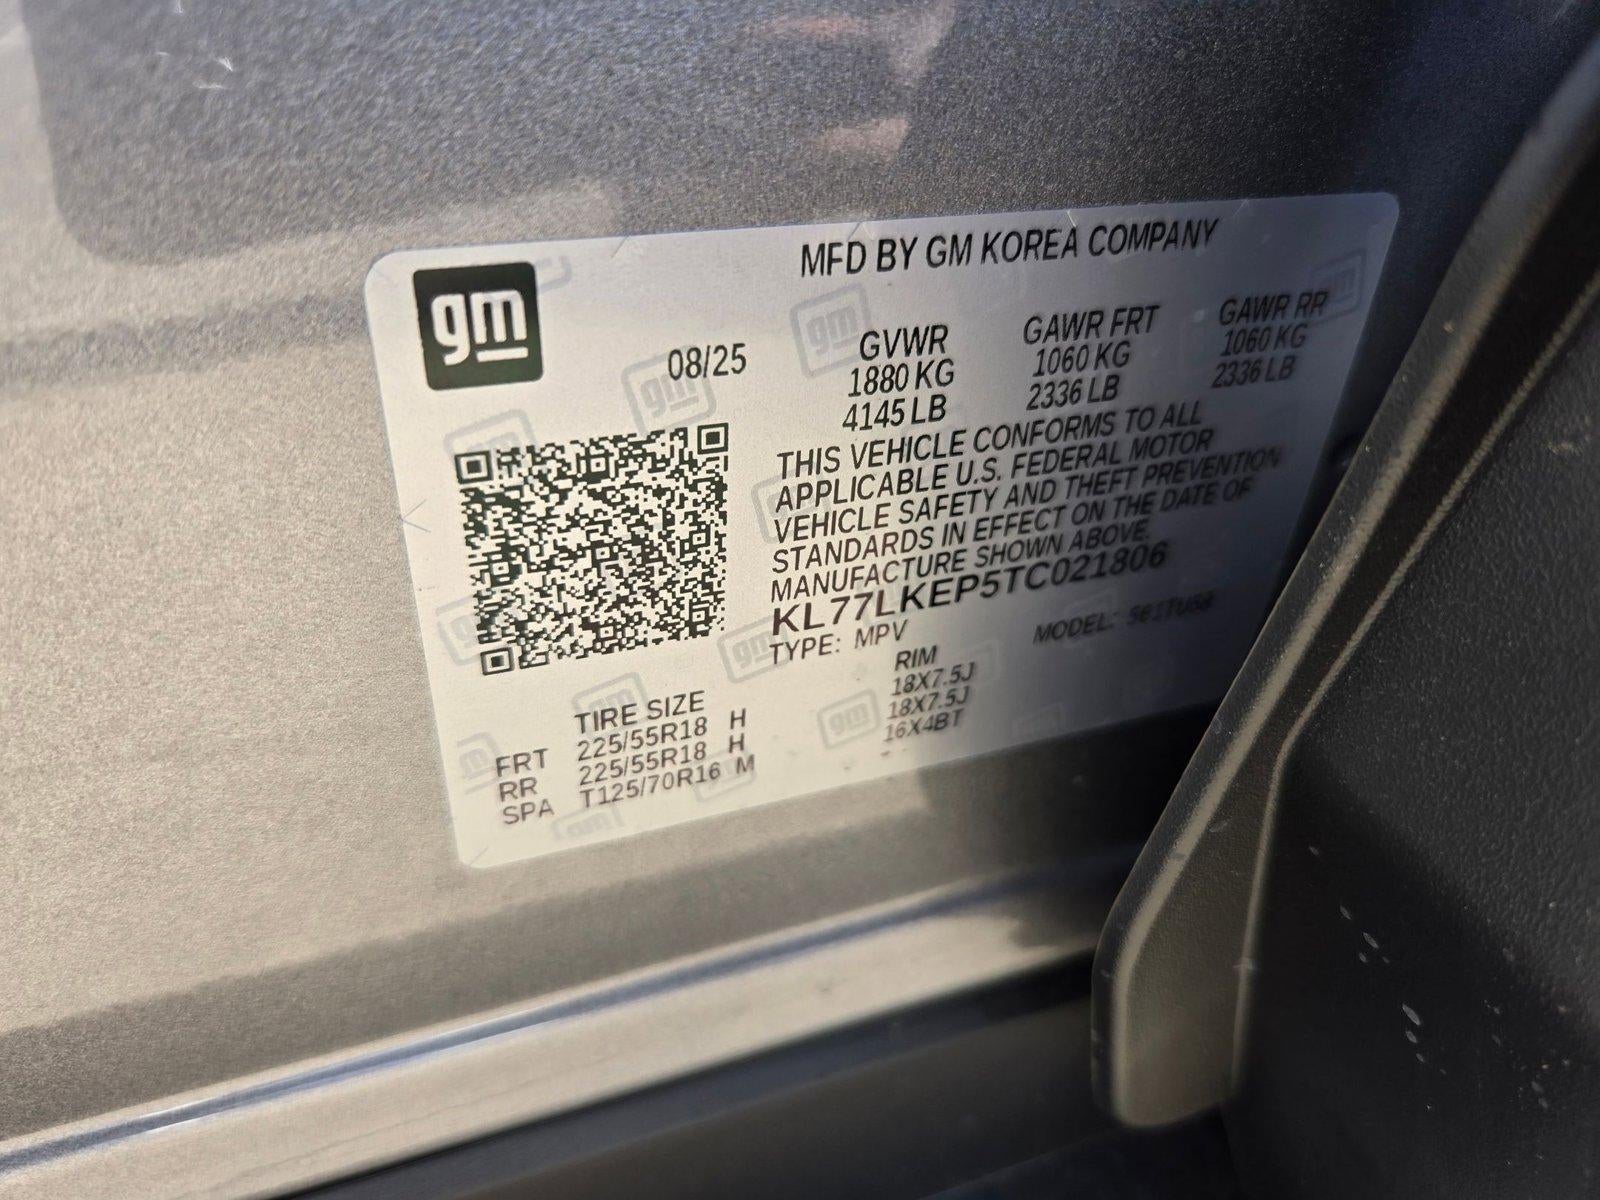 gm
MFD BY GM KOREA COMPANY
08/25
GVWR GAWR FRT GAWR RR
1880 KG 1060 KG 1060 KG
4145 LB 2336 LB 2336 LB
THIS VEHICLE CONFORMS TO ALL
APPLICABLE U.S. FEDERAL MOTOR
VEHICLE SAFETY AND THEFT PREVENTION
STANDARDS IN EFFECT ON THE DATE OF
MANUFACTURE SHOWN ABOVE.
KL77LKEP5TC021806
TYPE: MPV MODEL:
TIRE SIZE RIM
FRT 225/55R18 H 18X7.5J
RR 225/55R18 H 18X7.5J
SPA T125/70R16 M 16X4BT